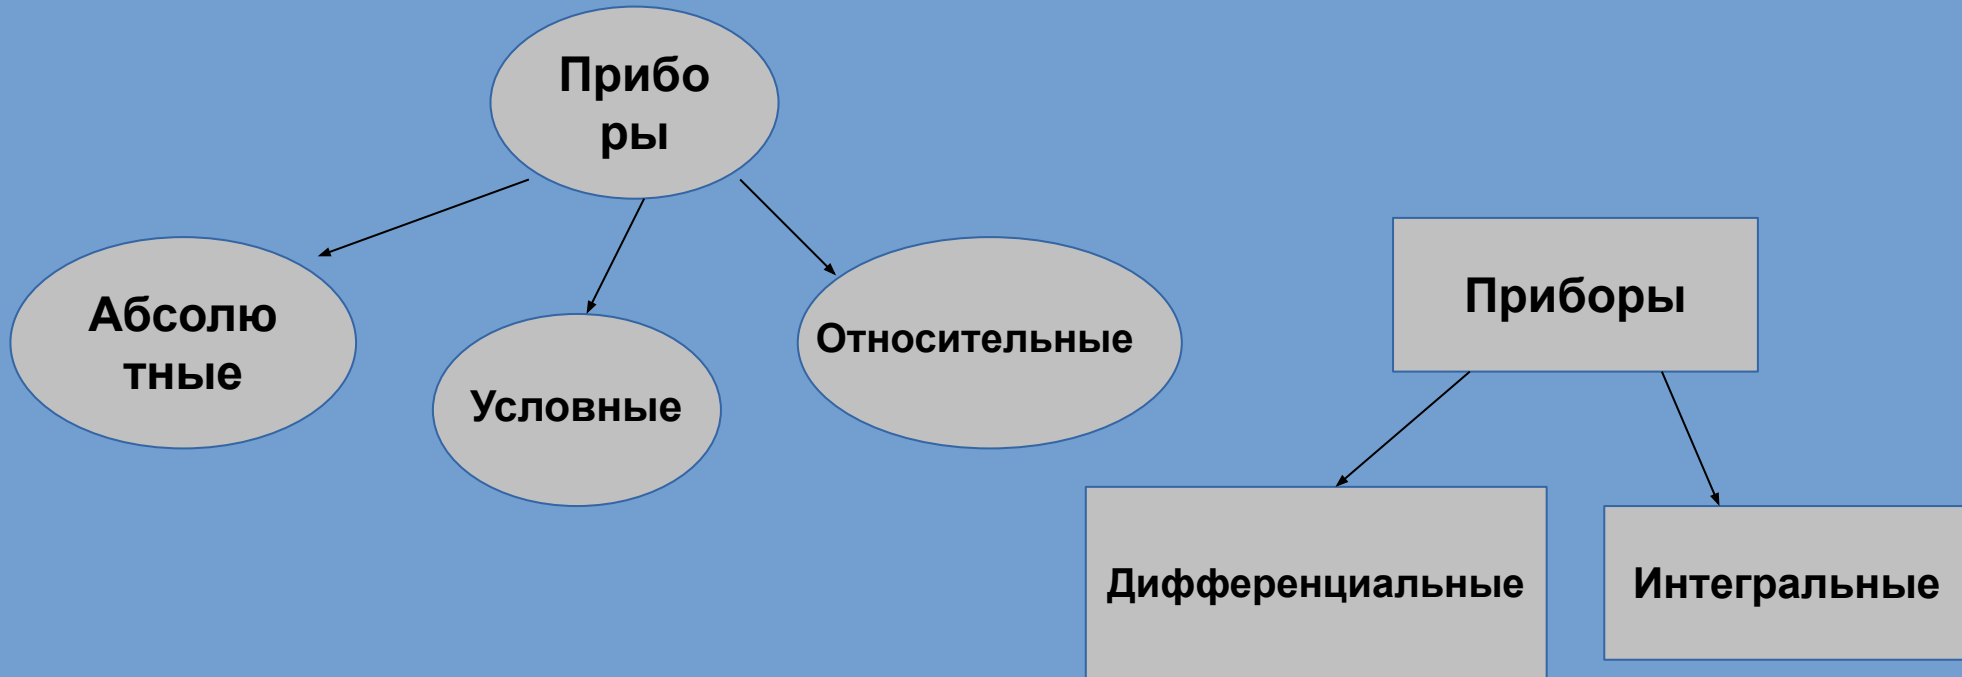 Прибо
ры
Абсолю
тные
Условные
Относительные
Приборы
Дифференциальные
Интегральные